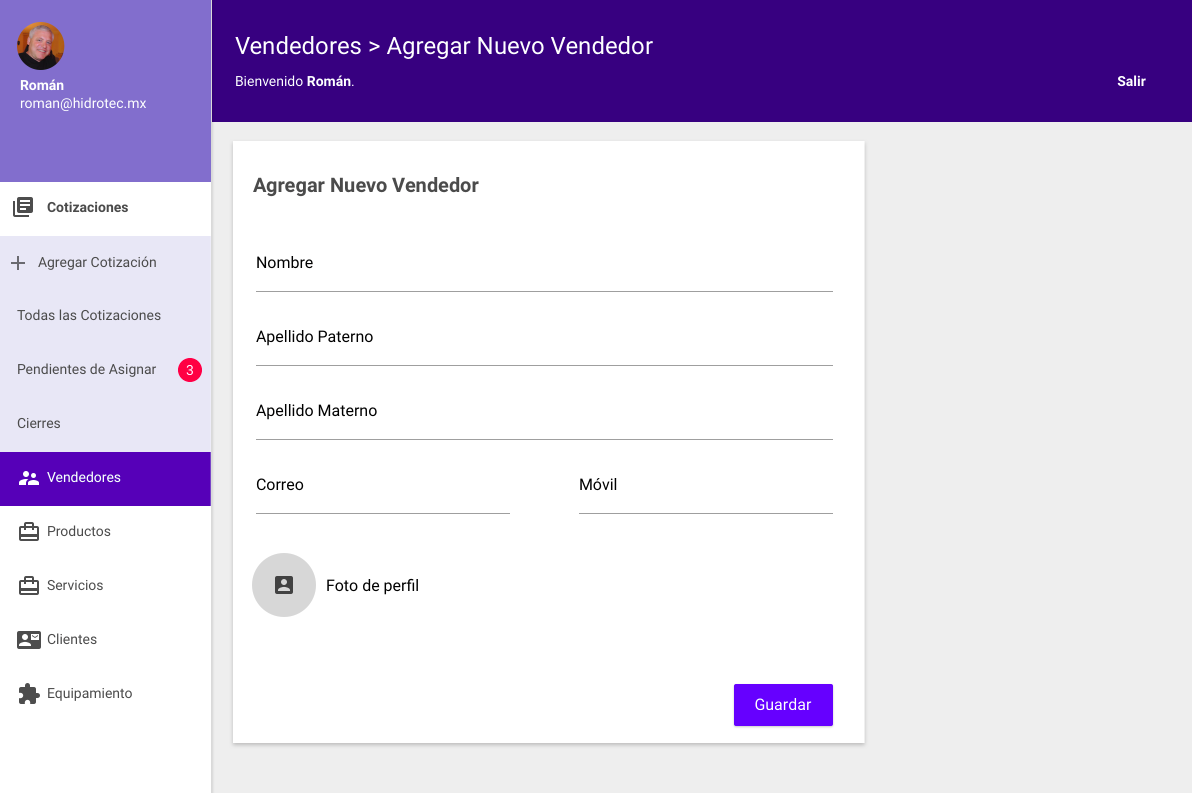 Román
roman@hidrotec.mx
Vendedores > Agregar Nuevo Vendedor
Bienvenido Román.
Salir
Cotizaciones
Agregar Cotización
Todas las Cotizaciones
Pendientes de Asignar 3
Cierres
Vendedores
Productos
Servicios
Clientes
Equipamiento
Agregar Nuevo Vendedor
Nombre
Apellido Paterno
Apellido Materno
Correo
Móvil
Foto de perfil
Guardar